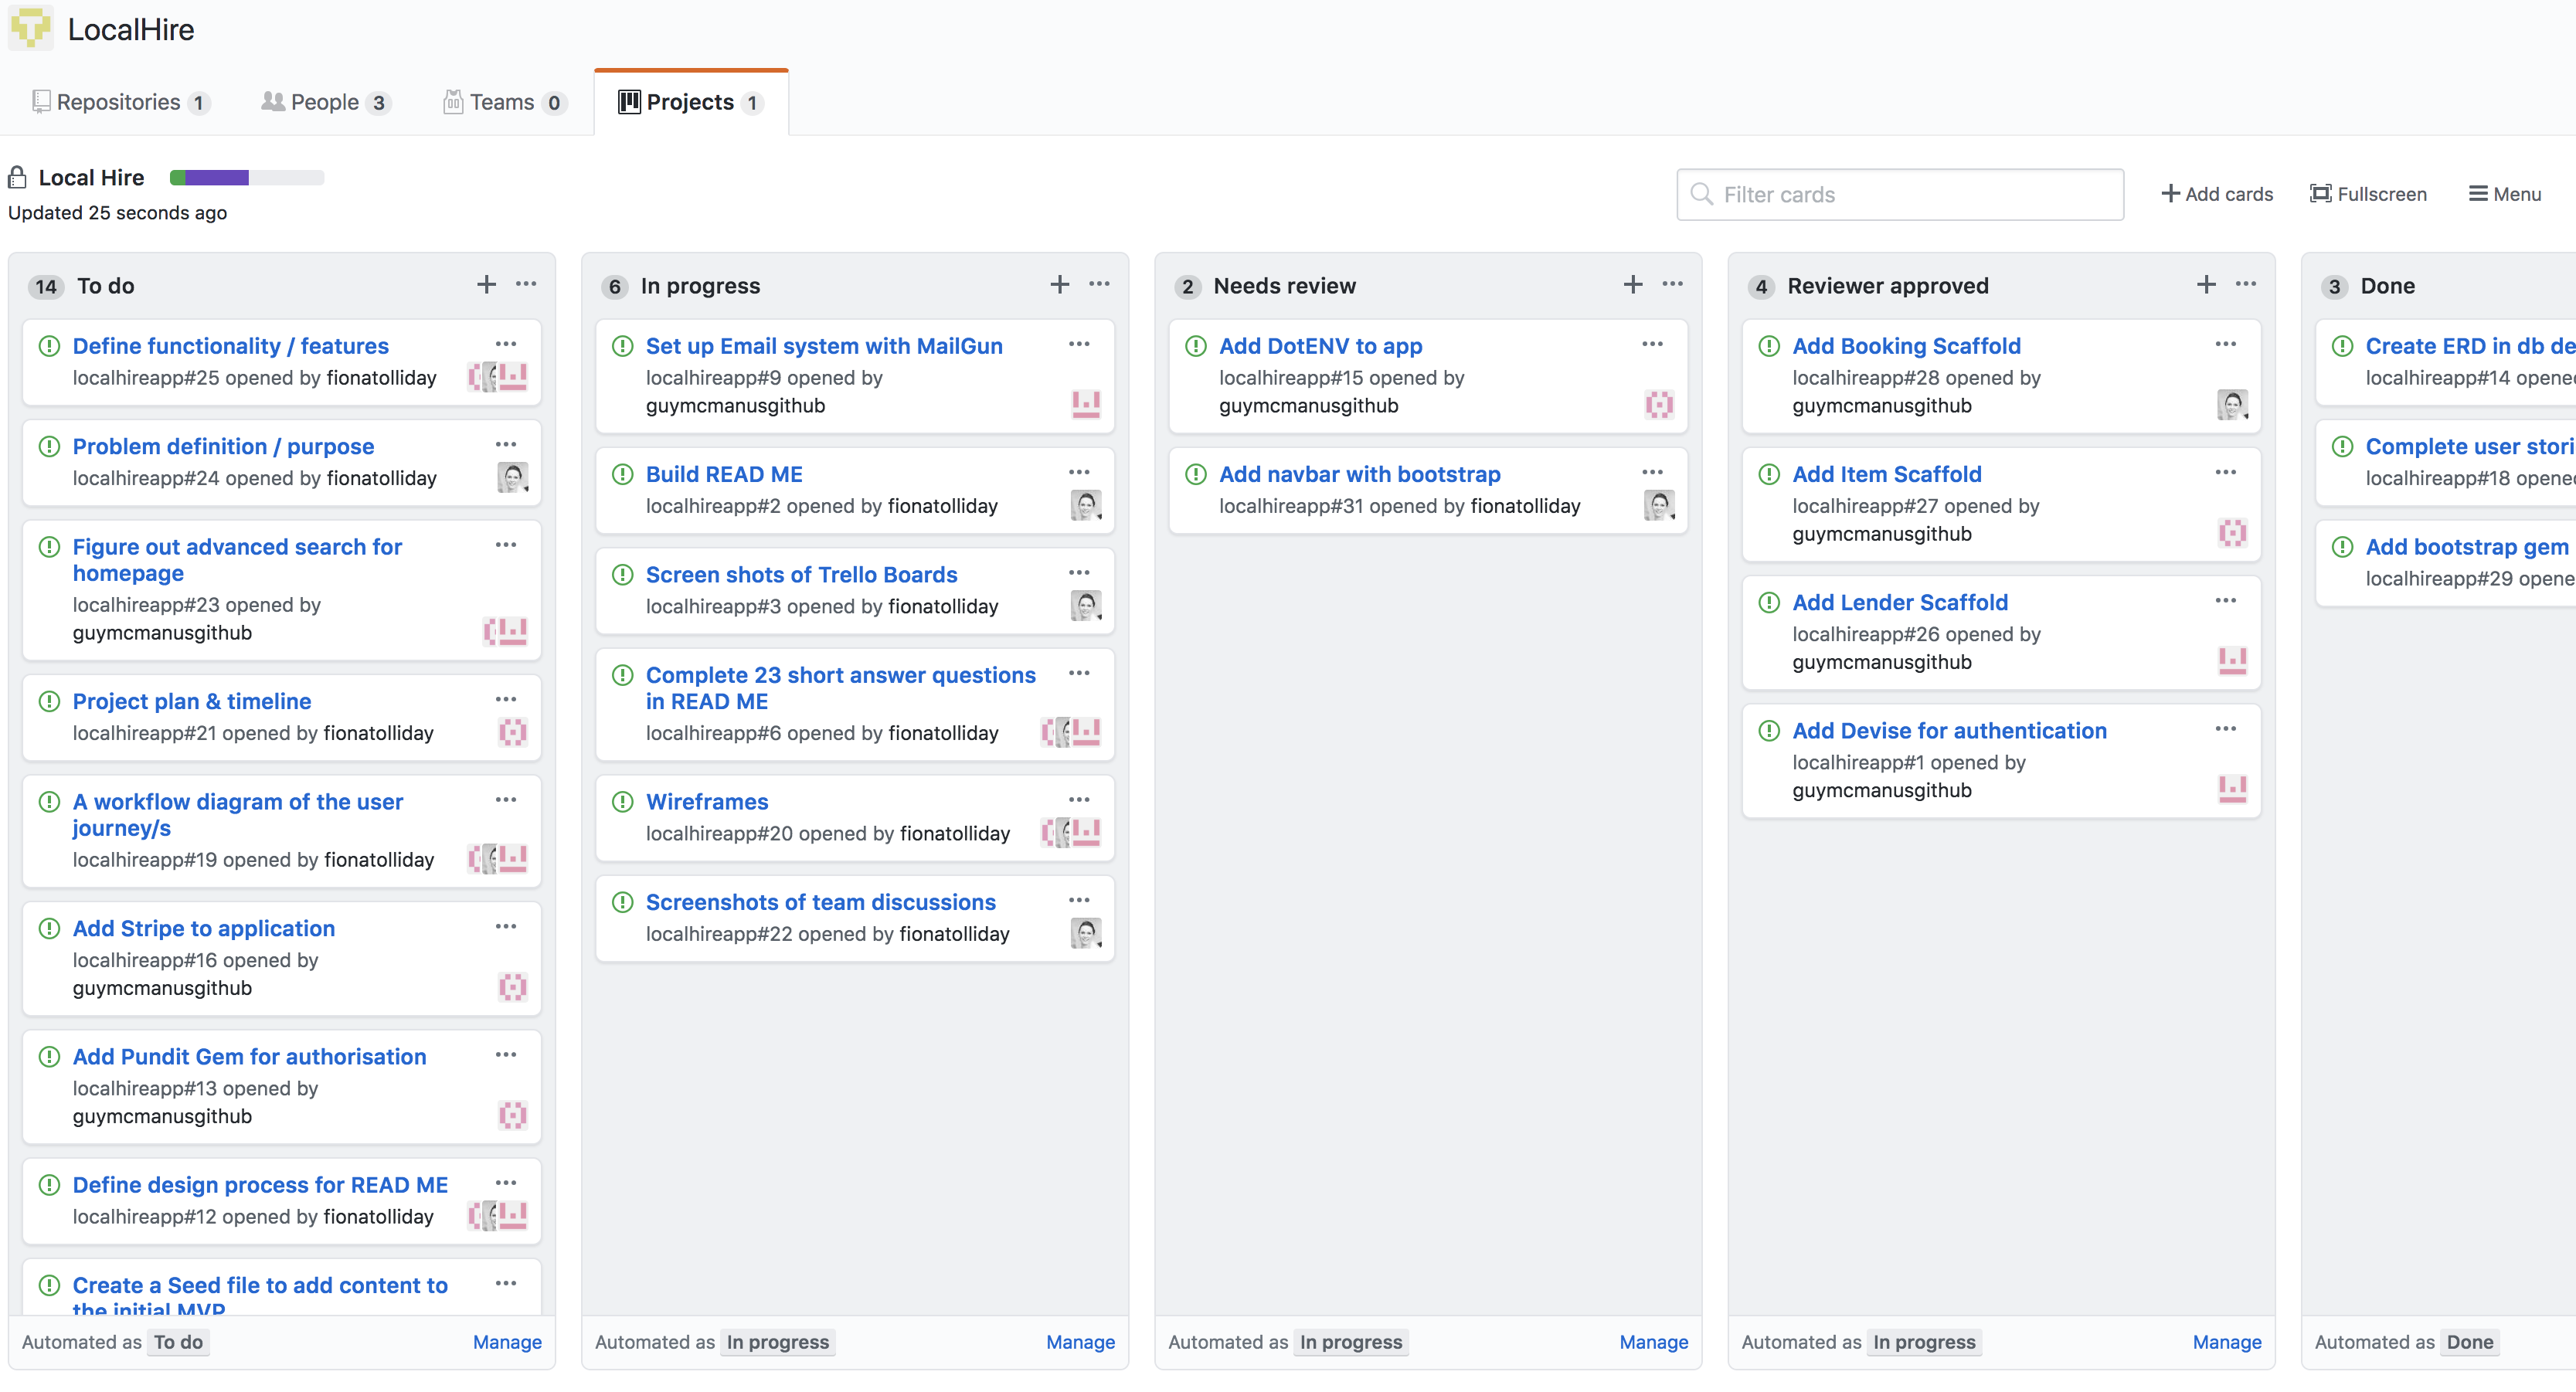 LocalHire
Repositories 1
People 3
Teams 0
Projects 1
Local Hire
Updated 25 seconds ago
Filter cards
Add cards
Fullscreen
Menu
14 To do
Define functionality / features
localhireapp#25 opened by fionatolliday
Problem definition / purpose
localhireapp#24 opened by fionatolliday
Figure out advanced search for
homepage
localhireapp#23 opened by
guymcmanusgithub
Project plan & timeline
localhireapp#21 opened by fionatolliday
A workflow diagram of the user
journey/s
localhireapp#19 opened by fionatolliday
Add Stripe to application
localhireapp#16 opened by
guymcmanusgithub
Add Pundit Gem for authorisation
localhireapp#13 opened by
guymcmanusgithub
Define design process for READ ME
localhireapp#12 opened by fionatolliday
Create a Seed file to add content to
the initial MVP
Automated as To do
Manage
6 In progress
Set up Email system with MailGun
localhireapp#9 opened by
guymcmanusgithub
Build READ ME
localhireapp#2 opened by fionatolliday
Screen shots of Trello Boards
localhireapp#3 opened by fionatolliday
Complete 23 short answer questions
in READ ME
localhireapp#6 opened by fionatolliday
Wireframes
localhireapp#20 opened by fionatolliday
Screenshots of team discussions
localhireapp#22 opened by fionatolliday
Automated as In progress
Manage
2 Needs review
Add DotENV to app
localhireapp#15 opened by
guymcmanusgithub
Add navbar with bootstrap
localhireapp#31 opened by fionatolliday
Automated as In progress
Manage
4 Reviewer approved
Add Booking Scaffold
localhireapp#28 opened by
guymcmanusgithub
Add Item Scaffold
localhireapp#27 opened by
guymcmanusgithub
Add Lender Scaffold
localhireapp#26 opened by
guymcmanusgithub
Add Devise for authentication
localhireapp#1 opened by
guymcmanusgithub
Automated as In progress
Manage
3 Done
Create ERD in db de
localhireapp#14 opene
Complete user stori
localhireapp#18 opene
Add bootstrap gem
localhireapp#29 opene
Automated as Done